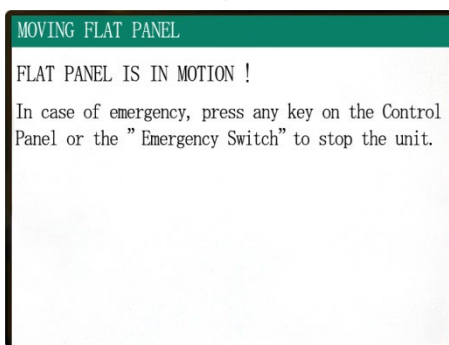 MOVING FLAT PANEL
FLAT PANEL IS IN MOTION !
In case of emergency, press any key on the Control
Panel or the ” Emergency Switch” to stop the unit.